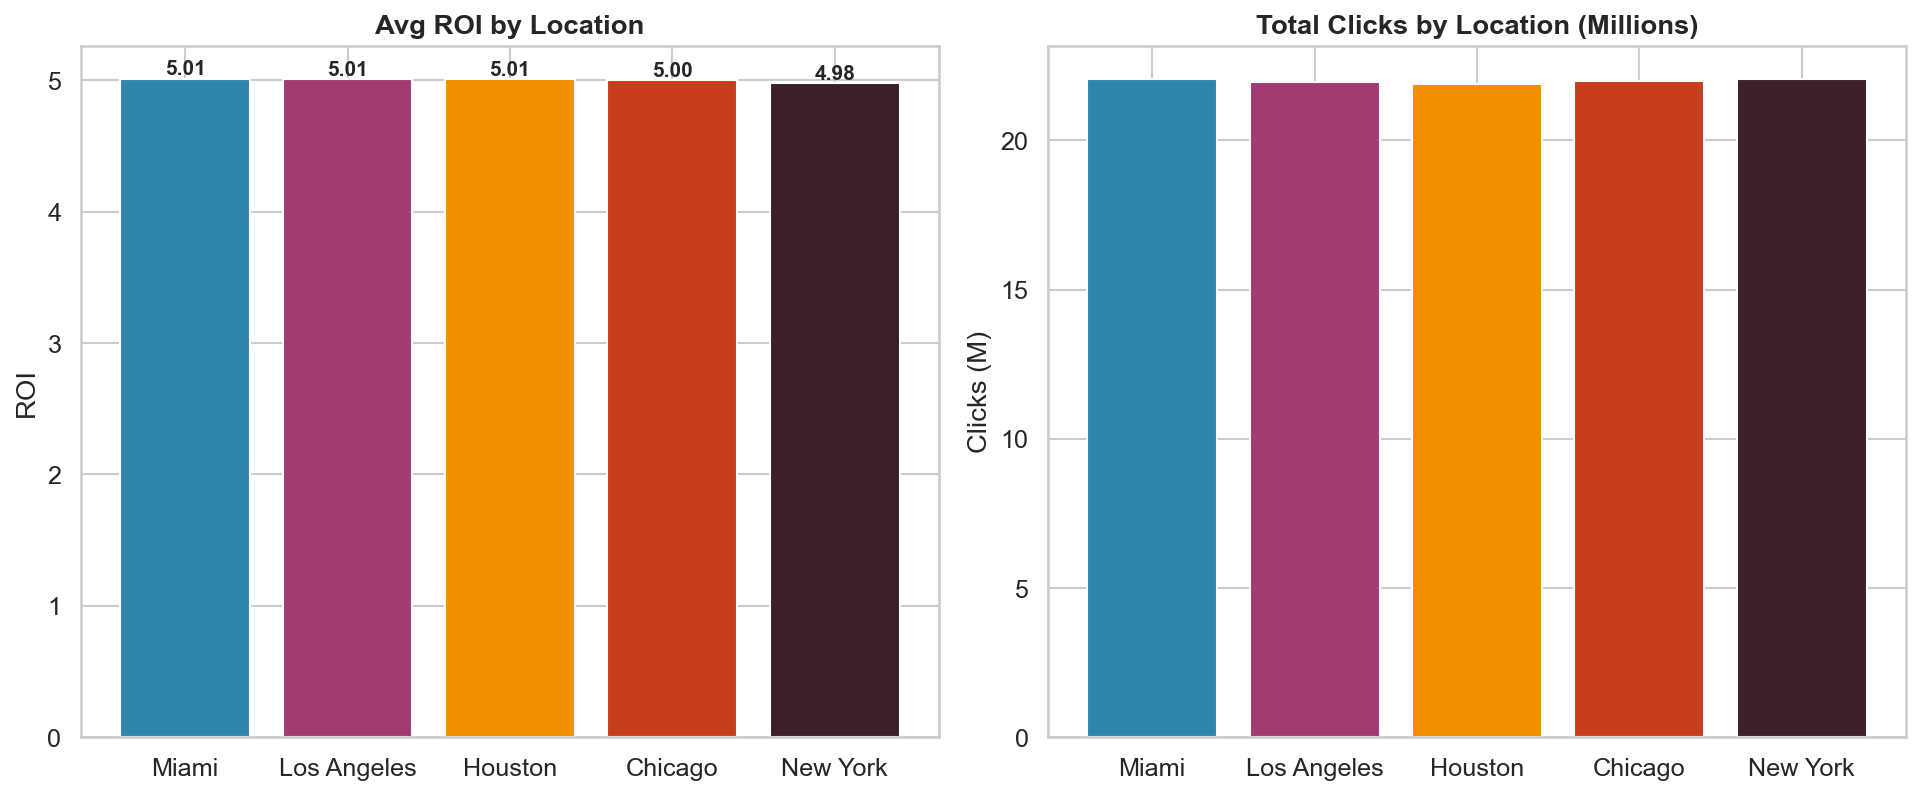 Avg ROI by Location
5.01
5.01
5.01
5.00
4.98
5
4
3
2
1
0
ROI
Miami
Los Angeles
Houston
Chicago
New York
Total Clicks by Location (Millions)
20
15
10
5
0
Clicks (M)
Miami
Los Angeles
Houston
Chicago
New York